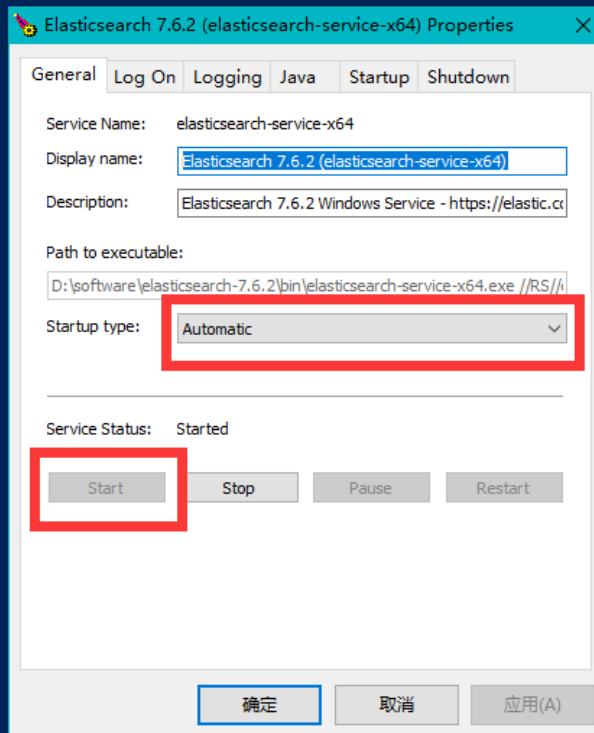 Elasticsearch 7.6.2 (elasticsearch-service-x64) Properties
General Log On Logging Java Startup Shutdown
Service Name: elasticsearch-service-x64
Display name: Elasticsearch 7.6.2 (elasticsearch-service-x64)
Description: Elasticsearch 7.6.2 Windows Service - https://elastic.co
Path to executable:
D:\software\elasticsearch-7.6.2\bin\elasticsearch-service-x64.exe //RS//
Startup type: Automatic
Service Status: Started
Start Stop Pause Restart
确定 取消 应用(A)